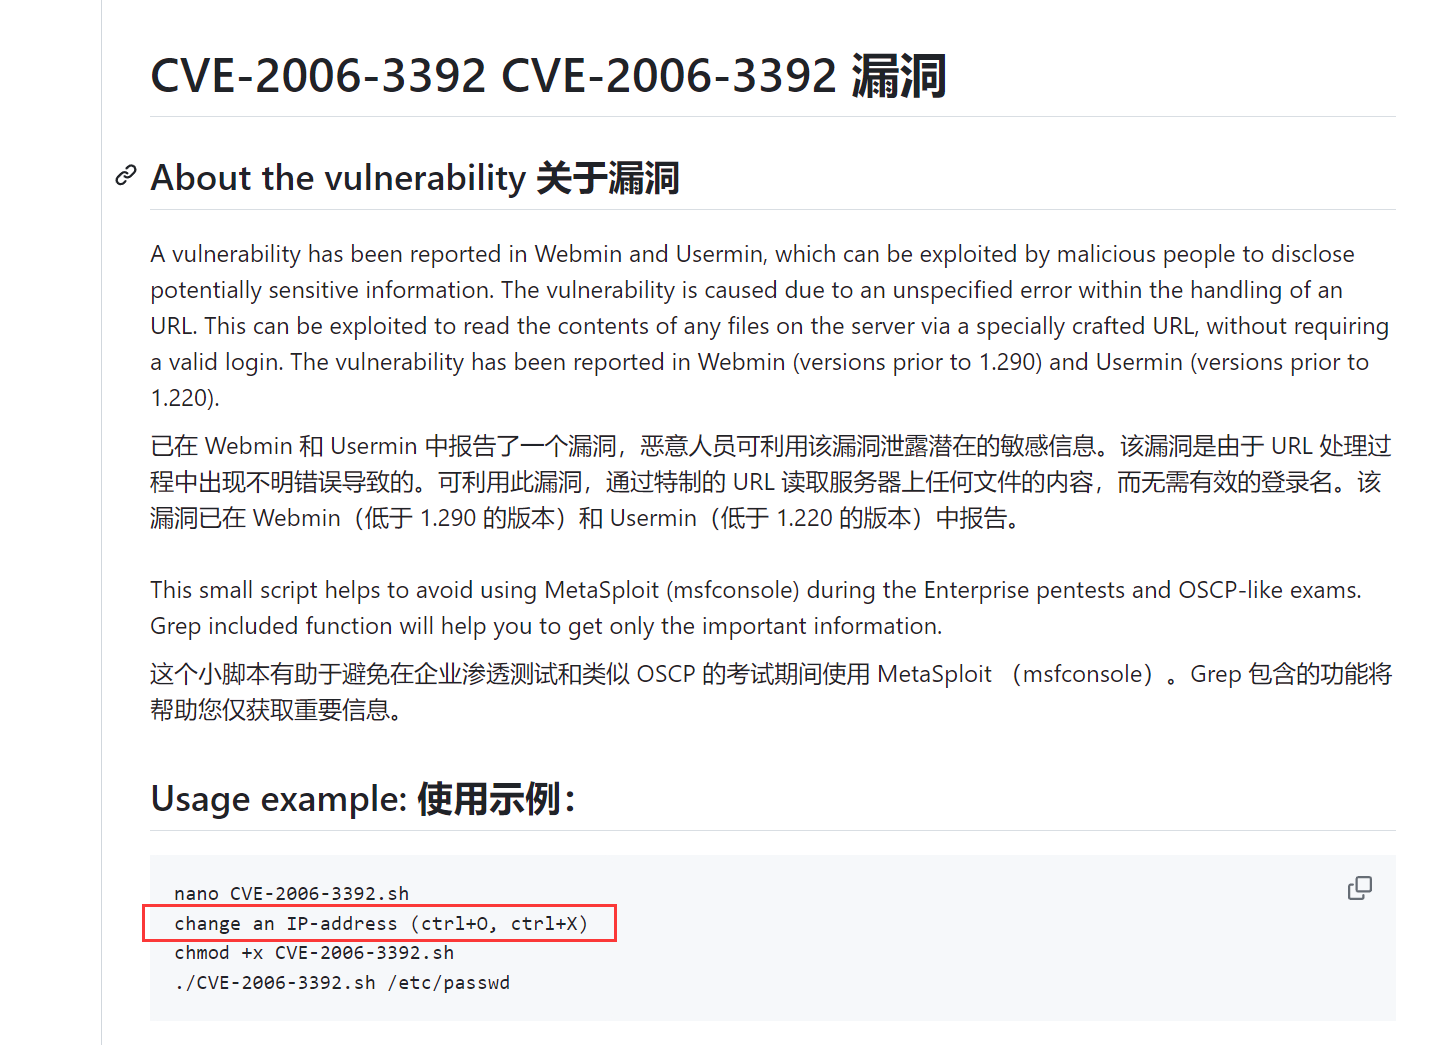 CVE-2006-3392 CVE-2006-3392 漏洞
About the vulnerability 关于漏洞
A vulnerability has been reported in Webmin and Usermin, which can be exploited by malicious people to disclose
potentially sensitive information. The vulnerability is caused due to an unspecified error within the handling of an
URL. This can be exploited to read the contents of any files on the server via a specially crafted URL, without requiring
a valid login. The vulnerability has been reported in Webmin (versions prior to 1.290) and Usermin (versions prior to
1.220).
已在 Webmin 和 Usermin 中报告了一个漏洞，恶意人员可利用该漏洞泄露潜在的敏感信息。该漏洞是由于 URL 处理过
程中出现不明错误导致的。可利用此漏洞，通过特制的 URL 读取服务器上任何文件的内容，而无需有效的登录名。该
漏洞已在 Webmin（低于 1.290 的版本）和 Usermin（低于 1.220 的版本）中报告。
This small script helps to avoid using MetaSploit (msfconsole) during the Enterprise pentests and OSCP-like exams.
Grep included function will help you to get only the important information.
这个小脚本有助于避免在企业渗透测试和类似 OSCP 的考试期间使用 MetaSploit （msfconsole）。Grep 包含的功能将
帮助您仅获取重要信息。
Usage example: 使用示例：
nano CVE-2006-3392.sh
change an IP-address (ctrl+O, ctrl+X)
chmod +x CVE-2006-3392.sh
./CVE-2006-3392.sh /etc/passwd